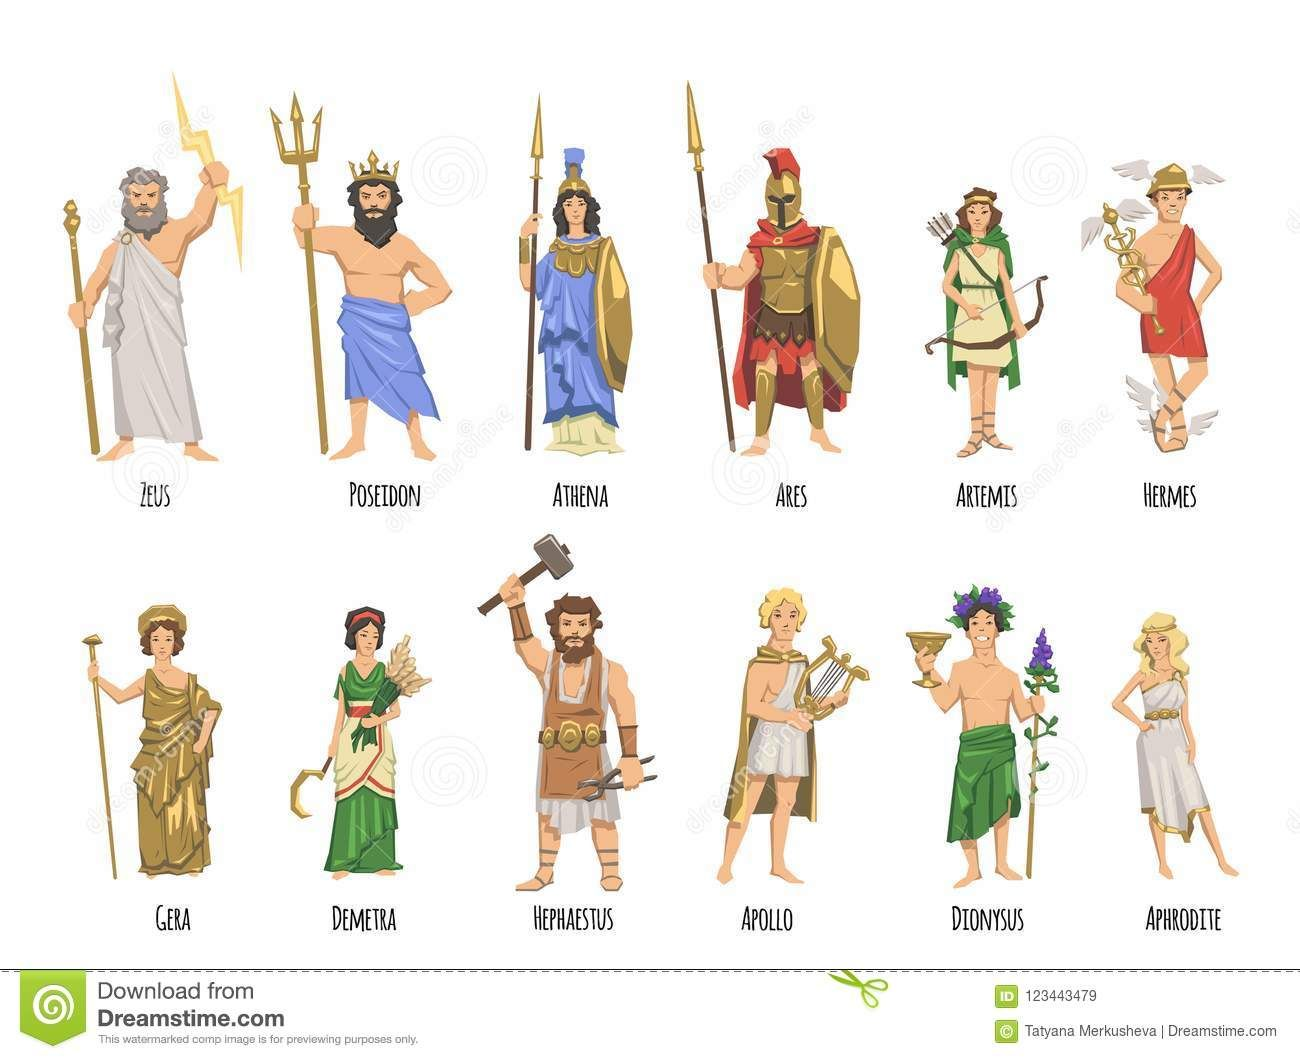 Zeus
Poseidon
Athena
Ares
Artemis
Hermes
Gera
Demetra
Hephaestus
Apollo
Dionysus
Aphrodite
Download from
Dreamstime.com
This watermarked comp image is for previewing purposes only.
ID 123443479
© Tatyana Merkusheva | Dreamstime.com
dreamstime